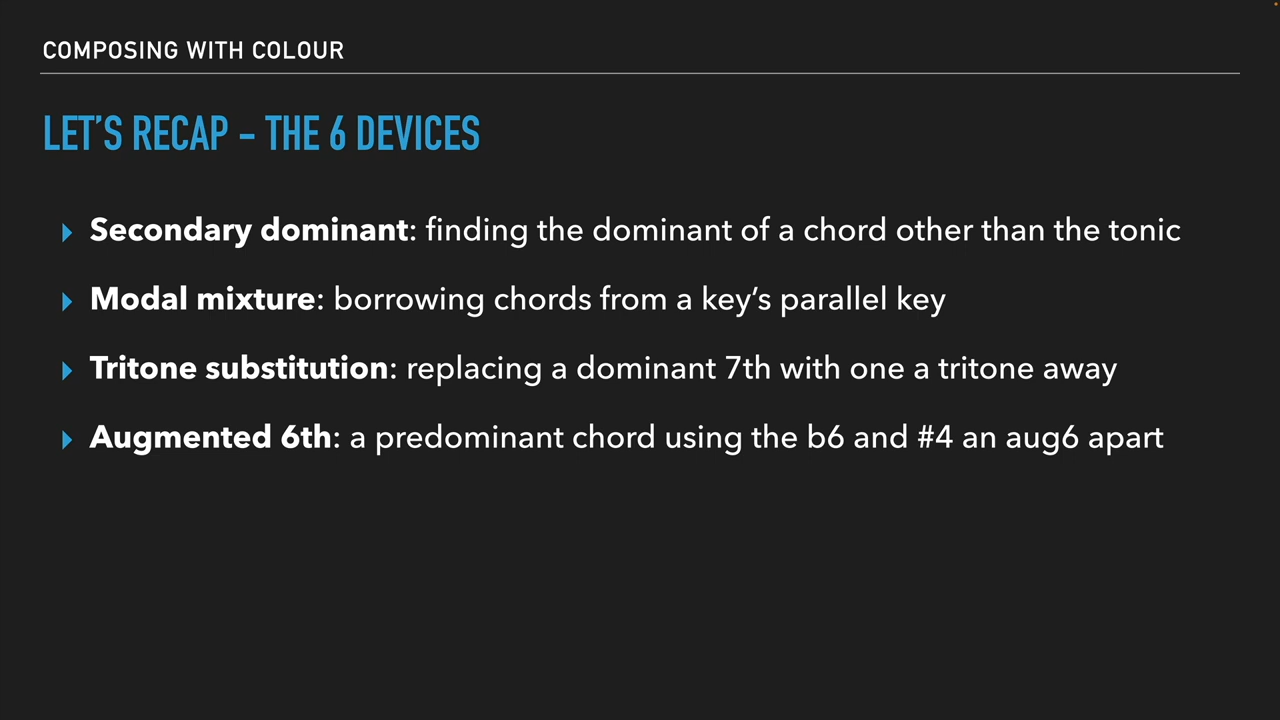 COMPOSING WITH COLOUR
LET'S RECAP - THE 6 DEVICES
Secondary dominant: finding the dominant of a chord other than the tonic
Modal mixture: borrowing chords from a key's parallel key
Tritone substitution: replacing a dominant 7th with one a tritone away
Augmented 6th: a predominant chord using the b6 and #4 an aug6 apart